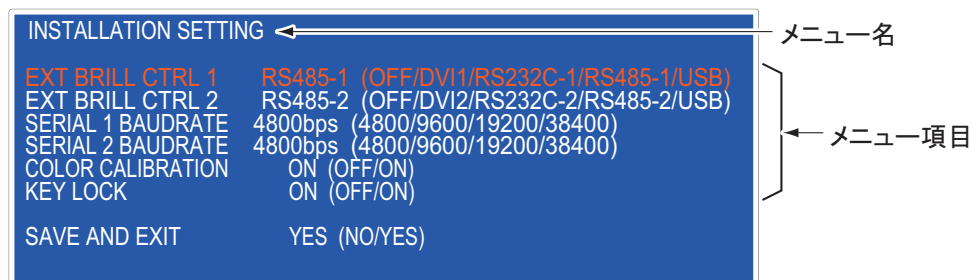 INSTALLATION SETTING
メニュー名
EXT BRILL CTRL 1 RS485-1 (OFF/DVI1/RS232C-1/RS485-1/USB)
EXT BRILL CTRL 2 RS485-2 (OFF/DVI2/RS232C-2/RS485-2/USB)
SERIAL 1 BAUDRATE 4800bps (4800/9600/19200/38400)
SERIAL 2 BAUDRATE 4800bps (4800/9600/19200/38400)
COLOR CALIBRATION ON (OFF/ON)
KEY LOCK ON (OFF/ON)
メニュー項目
SAVE AND EXIT YES (NO/YES)